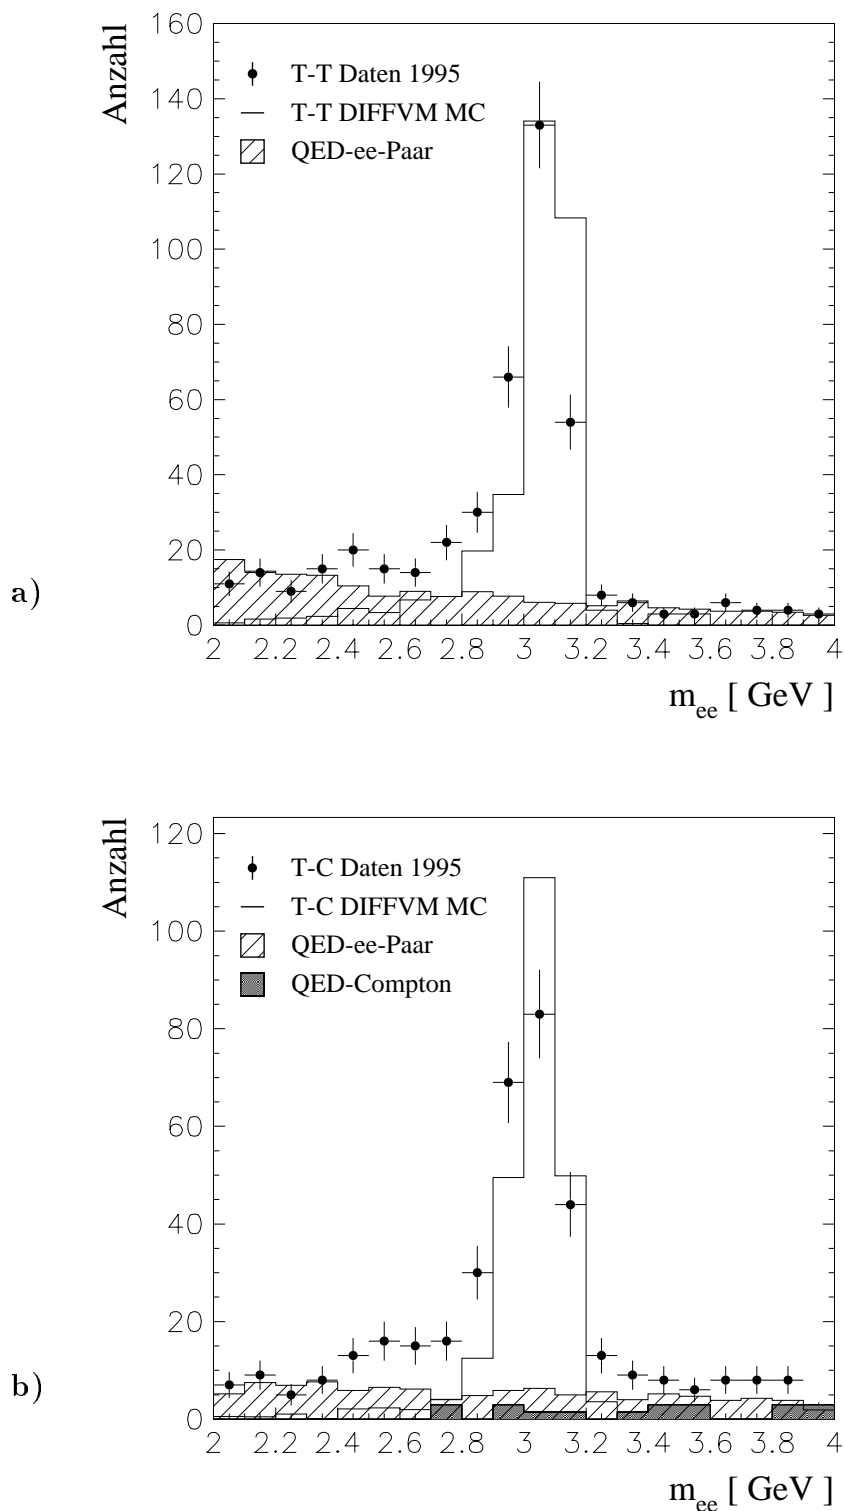 Anzahl
160
140
120
100
80
60
40
20
0
T-T Daten 1995
T-T DIFFVM MC
QED-ee-Paar
a)
2 2.2 2.4 2.6 2.8 3 3.2 3.4 3.6 3.8 4
m_ee [ GeV ]
Anzahl
120
100
80
60
40
20
0
T-C Daten 1995
T-C DIFFVM MC
QED-ee-Paar
QED-Compton
b)
2 2.2 2.4 2.6 2.8 3 3.2 3.4 3.6 3.8 4
m_ee [ GeV ]